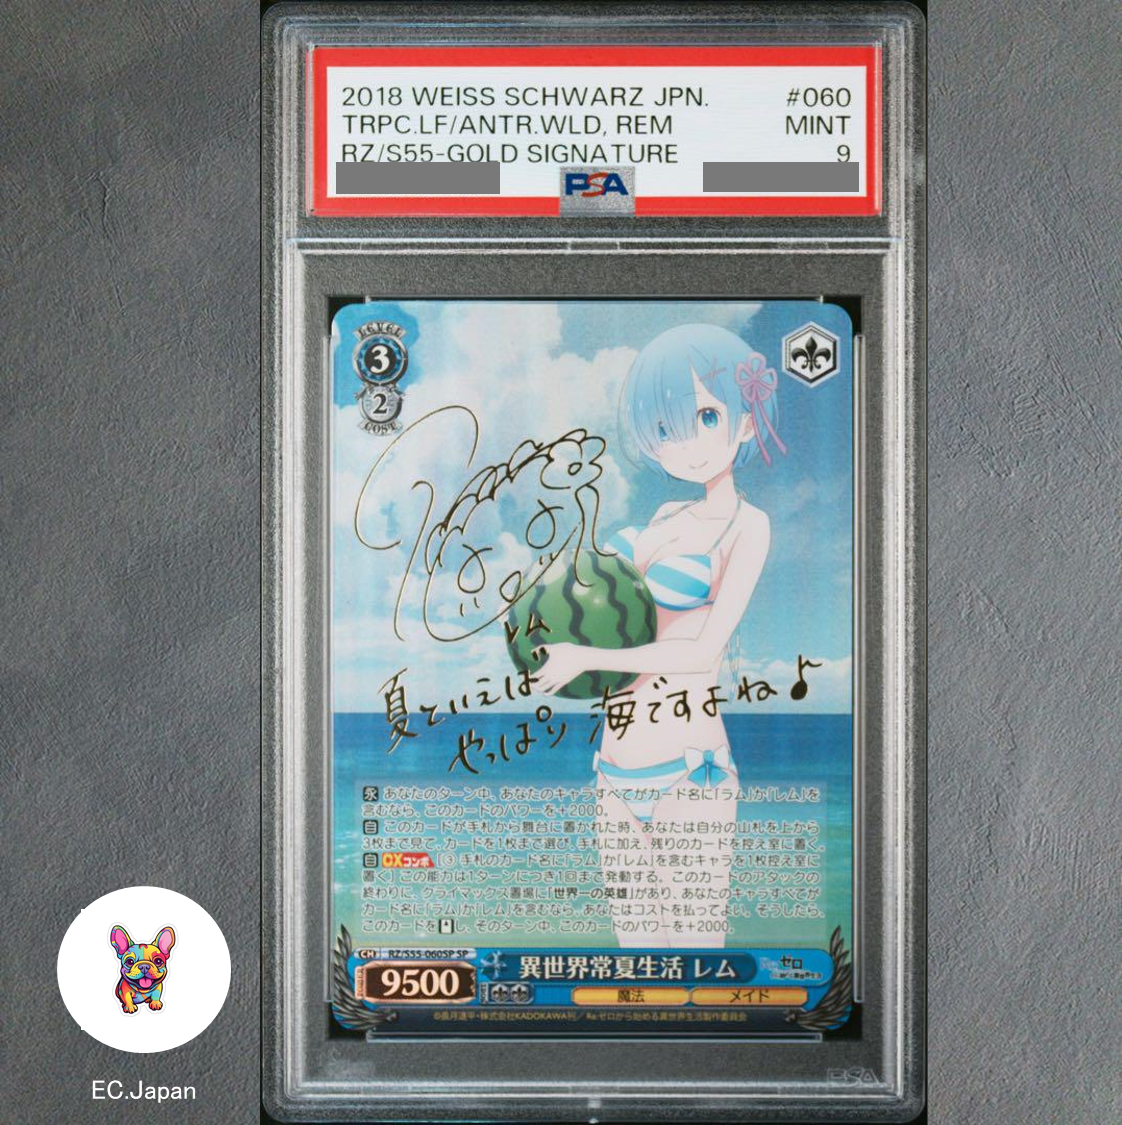 2018 WEISS SCHWARZ JPN. #060
TRPC.LF/ANTR.WLD, REM MINT
RZ/S55-GOLD SIGNATURE 9
PSA
LEVEL
3
2
COST
レム
夏といえば
やっぱり 海ですよね♪
永 あなたのターン中、あなたのキャラすべてがカード名に「ラム」か「レム」を
含むなら、このカードのパワーを+2000。
自 このカードが手札から舞台に置かれた時、あなたは自分の山札を上から
3枚まで見て、カードを1枚まで選び、手札に加え、残りのカードを控え室に置く。
自 CXコンボ [③ 手札のカード名に「ラム」か「レム」を含むキャラを1枚控え室に
置く] この能力は1ターンにつき1回まで発動する。このカードのアタックの
終わりに、クライマックス置場に「世界一の英雄」があり、あなたのキャラすべてが
カード名に「ラム」か「レム」を含むなら、あなたはコストを払ってよい。そうしたら、
このカードを し、そのターン中、このカードのパワーを+2000。
CH RZ/S55-060SP SP
異世界常夏生活 レム
ゼロ
9500
魔法 メイド
©長月達平・株式会社KADOKAWA刊/Re:ゼロから始める異世界生活製作委員会
PSA
EC.Japan